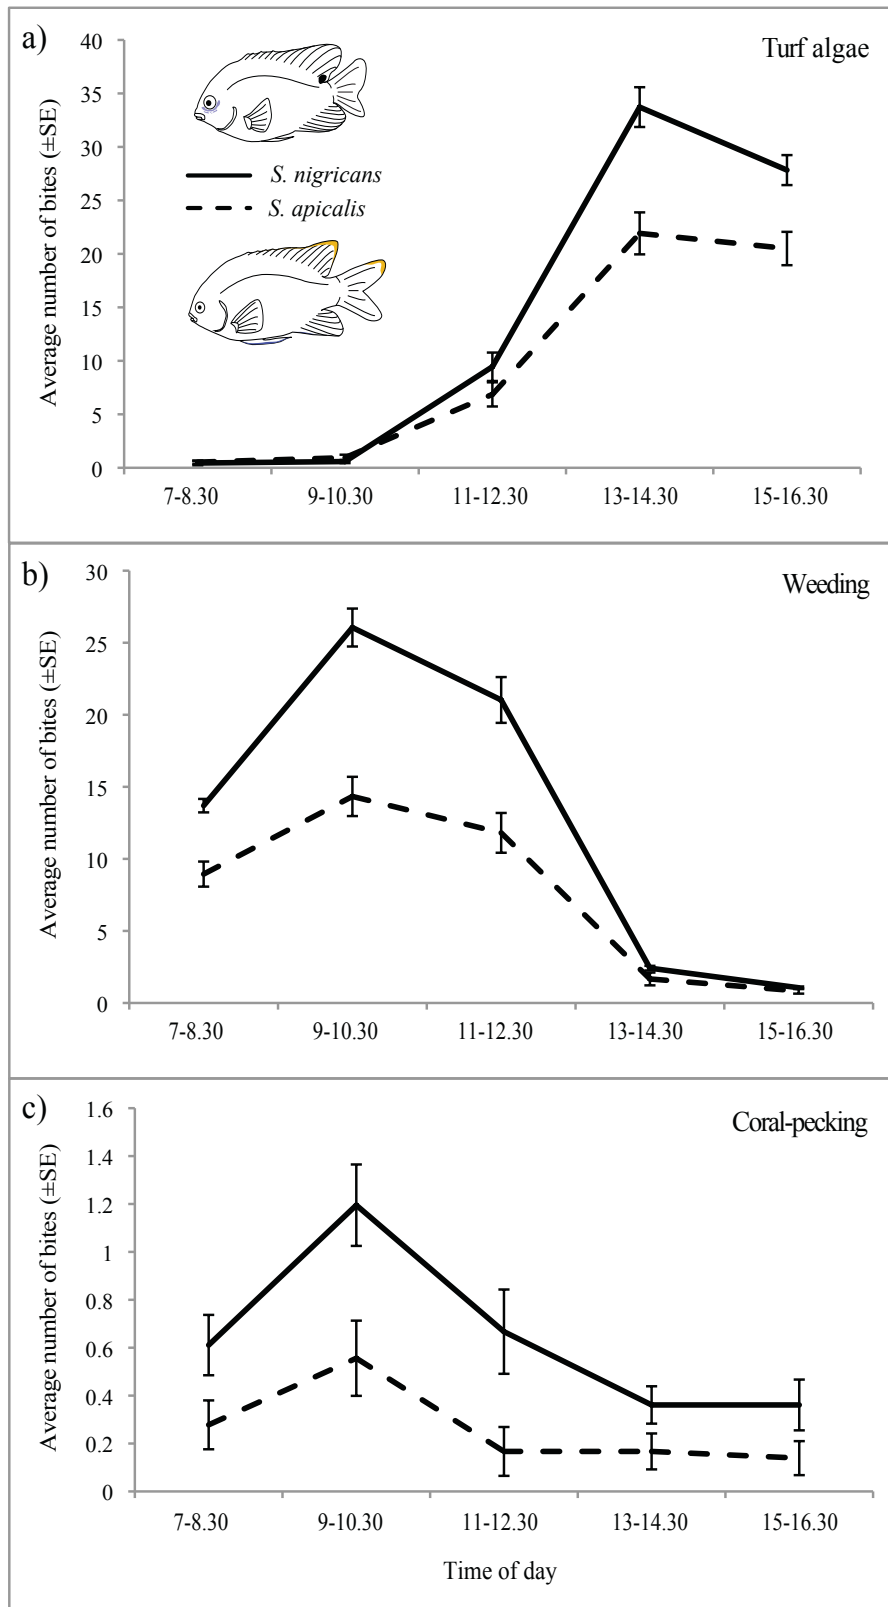 a)
Turf algae
Average number of bites (±SE)
40
35
30
25
20
15
10
5
0
S. nigricans
S. apicalis
7-8.30 9-10.30 11-12.30 13-14.30 15-16.30
b)
Weeding
Average number of bites (±SE)
30
25
20
15
10
5
0
7-8.30 9-10.30 11-12.30 13-14.30 15-16.30
c)
Coral-pecking
Average number of bites (±SE)
1.6
1.4
1.2
1
0.8
0.6
0.4
0.2
0
7-8.30 9-10.30 11-12.30 13-14.30 15-16.30
Time of day